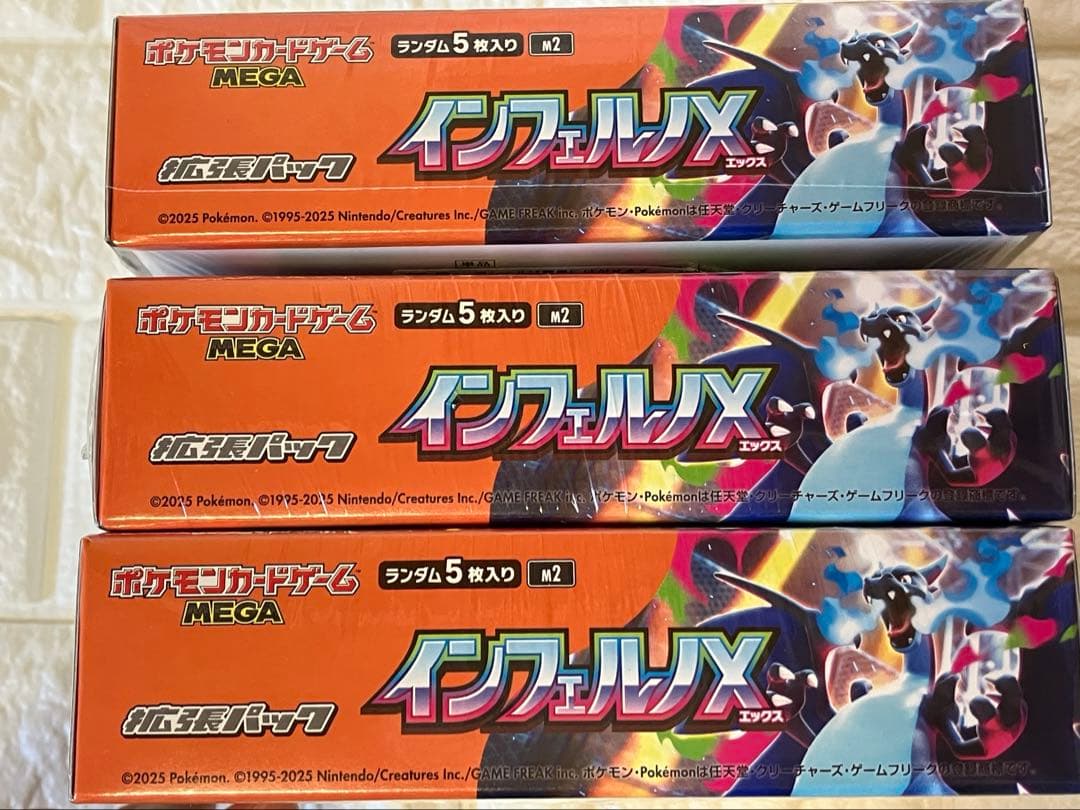 ポケモンカードゲーム
MEGA
ランダム5枚入り M2
インフェルノX
エックス
拡張パック
©2025 Pokémon. ©1995-2025 Nintendo/Creatures Inc./GAME FREAK inc. ポケモン・Pokémonは任天堂・クリーチャーズ・ゲームフリークの登録商標です。
ポケモンカードゲーム
MEGA
ランダム5枚入り M2
インフェルノX
エックス
拡張パック
©2025 Pokémon. ©1995-2025 Nintendo/Creatures Inc./GAME FREAK inc. ポケモン・Pokémonは任天堂・クリーチャーズ・ゲームフリークの登録商標です。
ポケモンカードゲーム
MEGA
ランダム5枚入り M2
インフェルノX
エックス
拡張パック
©2025 Pokémon. ©1995-2025 Nintendo/Creatures Inc./GAME FREAK inc. ポケモン・Pokémonは任天堂・クリーチャーズ・ゲームフリークの登録商標です。